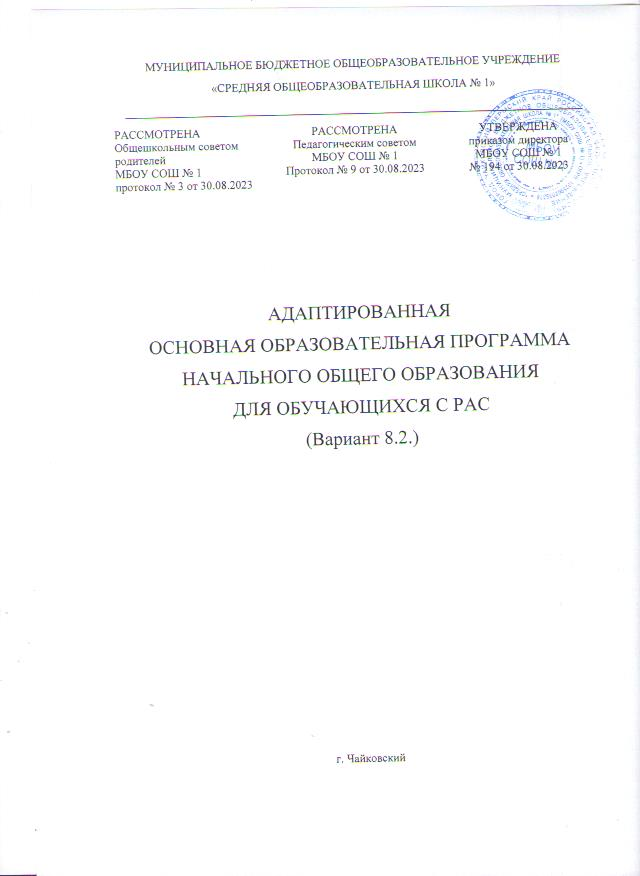 МУНИЦИПАЛЬНОЕ БЮДЖЕТНОЕ ОБЩЕОБРАЗОВАТЕЛЬНОЕ УЧРЕЖДЕНИЕ
«СРЕДНЯЯ ОБЩЕОБРАЗОВАТЕЛЬНАЯ ШКОЛА № 1»
РАССМОТРЕНА
Общешкольным советом
родителей
МБОУ СОШ № 1
протокол № 3 от 30.08.2023
РАССМОТРЕНА
Педагогическим советом
МБОУ СОШ № 1
Протокол № 9 от 30.08.2023
УТВЕРЖДЕНА
приказом директора
МБОУ СОШ №
№ 194 от 30.08.2023
АДАПТИРОВАННАЯ
ОСНОВНАЯ ОБРАЗОВАТЕЛЬНАЯ ПРОГРАММА
НАЧАЛЬНОГО ОБЩЕГО ОБРАЗОВАНИЯ
ДЛЯ ОБУЧАЮЩИХСЯ С РАС
(Вариант 8.2.)
г. Чайковский